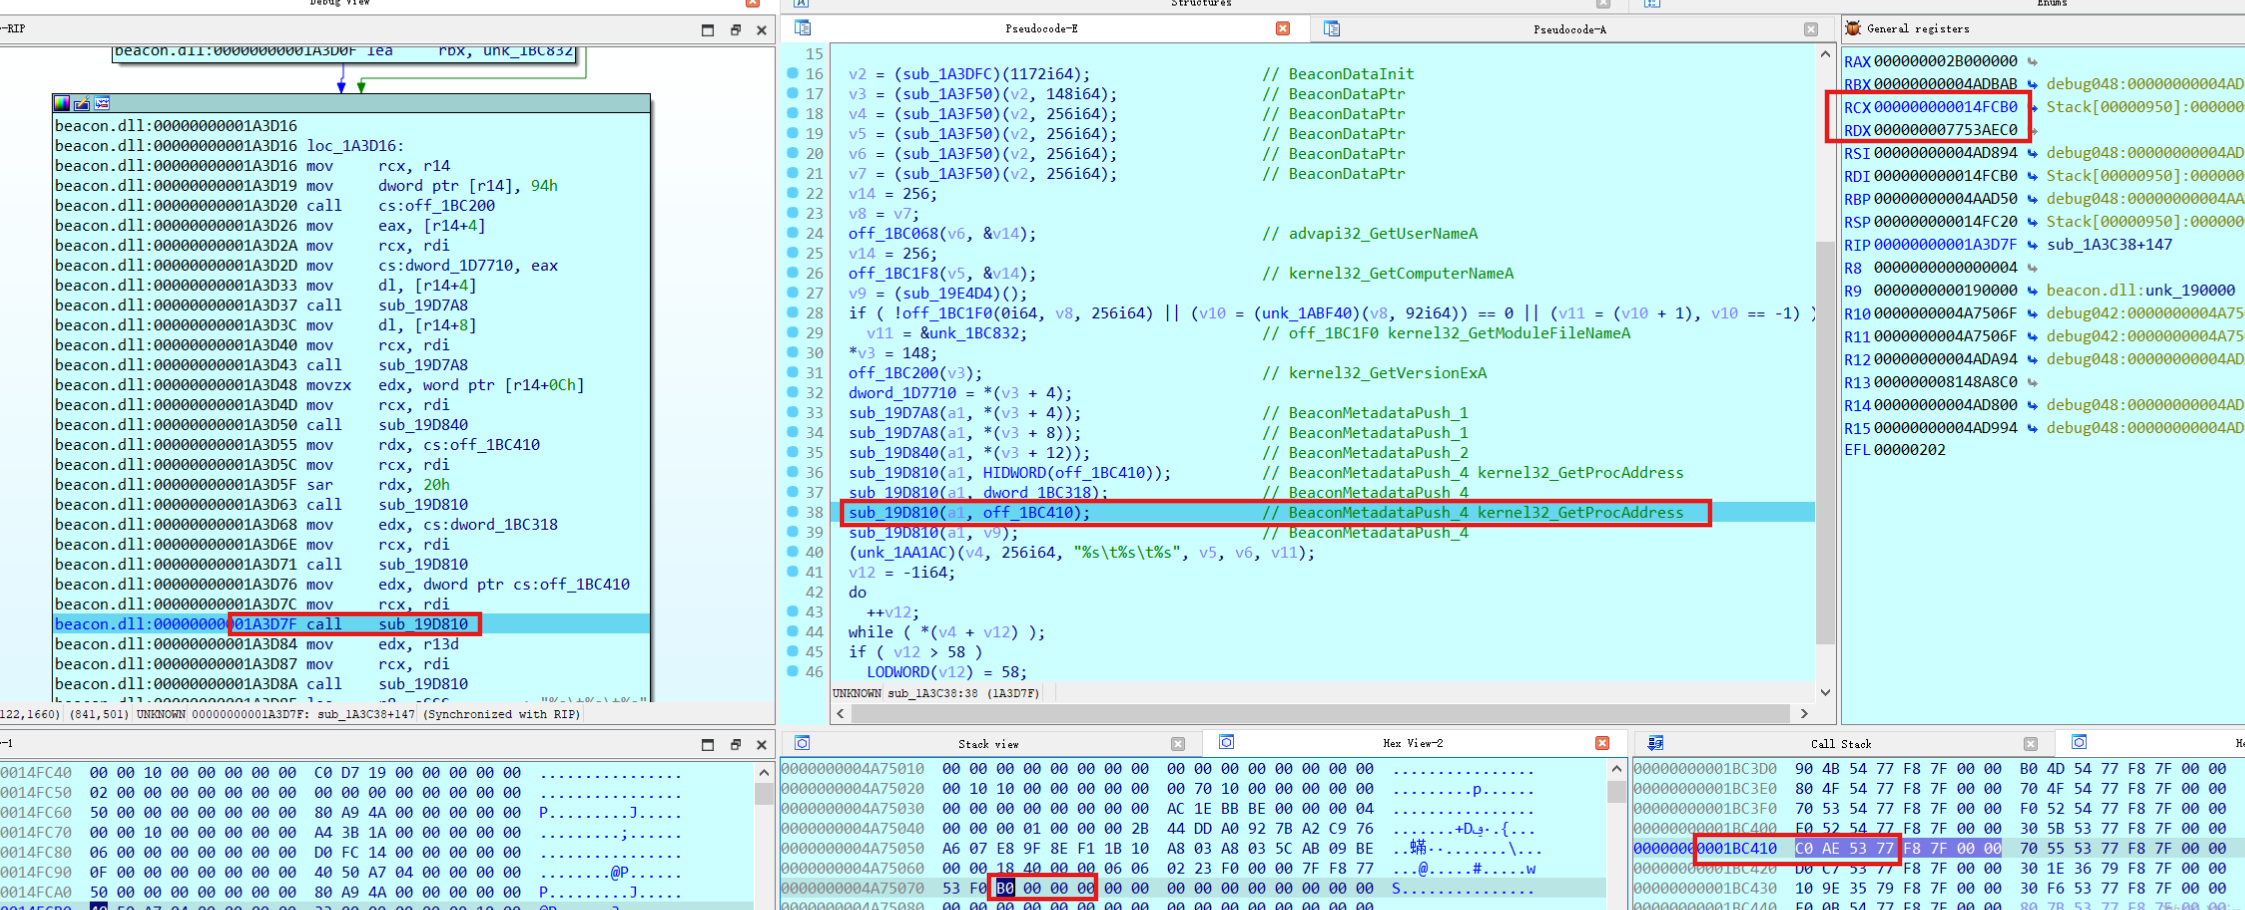 Debug View
Structures
Enums
-RIP
Pseudocode-E
Pseudocode-A
General registers
beacon.dll:00000000001A3D0F lea rbx, unk_1BC832
beacon.dll:00000000001A3D16
beacon.dll:00000000001A3D16 loc_1A3D16:
beacon.dll:00000000001A3D16 mov rcx, r14
beacon.dll:00000000001A3D19 mov dword ptr [r14], 94h
beacon.dll:00000000001A3D20 call cs:off_1BC200
beacon.dll:00000000001A3D26 mov eax, [r14+4]
beacon.dll:00000000001A3D2A mov rcx, rdi
beacon.dll:00000000001A3D2D mov cs:dword_1D7710, eax
beacon.dll:00000000001A3D33 mov dl, [r14+4]
beacon.dll:00000000001A3D37 call sub_19D7A8
beacon.dll:00000000001A3D3C mov dl, [r14+8]
beacon.dll:00000000001A3D40 mov rcx, rdi
beacon.dll:00000000001A3D43 call sub_19D7A8
beacon.dll:00000000001A3D48 movzx edx, word ptr [r14+0Ch]
beacon.dll:00000000001A3D4D mov rcx, rdi
beacon.dll:00000000001A3D50 call sub_19D840
beacon.dll:00000000001A3D55 mov rdx, cs:off_1BC410
beacon.dll:00000000001A3D5C mov rcx, rdi
beacon.dll:00000000001A3D5F sar rdx, 20h
beacon.dll:00000000001A3D63 call sub_19D810
beacon.dll:00000000001A3D68 mov edx, cs:dword_1BC318
beacon.dll:00000000001A3D6E mov rcx, rdi
beacon.dll:00000000001A3D71 call sub_19D810
beacon.dll:00000000001A3D76 mov edx, dword ptr cs:off_1BC410
beacon.dll:00000000001A3D7C mov rcx, rdi
beacon.dll:00000000001A3D7F call sub_19D810
beacon.dll:00000000001A3D84 mov edx, r13d
beacon.dll:00000000001A3D87 mov rcx, rdi
beacon.dll:00000000001A3D8A call sub_19D810
122,1660) (841,501) UNKNOWN 00000000001A3D7F: sub_1A3C38+147 (Synchronized with RIP)
15
16 v2 = (sub_1A3DFC)(1172i64); // BeaconDataInit
17 v3 = (sub_1A3F50)(v2, 148i64); // BeaconDataPtr
18 v4 = (sub_1A3F50)(v2, 256i64); // BeaconDataPtr
19 v5 = (sub_1A3F50)(v2, 256i64); // BeaconDataPtr
20 v6 = (sub_1A3F50)(v2, 256i64); // BeaconDataPtr
21 v7 = (sub_1A3F50)(v2, 256i64); // BeaconDataPtr
22 v14 = 256;
23 v8 = v7;
24 off_1BC068(v6, &v14); // advapi32_GetUserNameA
25 v14 = 256;
26 off_1BC1F8(v5, &v14); // kernel32_GetComputerNameA
27 v9 = (sub_19E4D4)();
28 if ( !off_1BC1F0(0i64, v8, 256i64) || (v10 = (unk_1ABF40)(v8, 92i64)) == 0 || (v11 = (v10 + 1), v10 == -1) )
29 v11 = &unk_1BC832; // off_1BC1F0 kernel32_GetModuleFileNameA
30 *v3 = 148;
31 off_1BC200(v3); // kernel32_GetVersionExA
32 dword_1D7710 = *(v3 + 4);
33 sub_19D7A8(a1, *(v3 + 4)); // BeaconMetadataPush_1
34 sub_19D7A8(a1, *(v3 + 8)); // BeaconMetadataPush_1
35 sub_19D840(a1, *(v3 + 12)); // BeaconMetadataPush_2
36 sub_19D810(a1, HIDWORD(off_1BC410)); // BeaconMetadataPush_4 kernel32_GetProcAddress
37 sub_19D810(a1, dword_1BC318); // BeaconMetadataPush_4
38 sub_19D810(a1, off_1BC410); // BeaconMetadataPush_4 kernel32_GetProcAddress
39 sub_19D810(a1, v9); // BeaconMetadataPush_4
40 (unk_1AA1AC)(v4, 256i64, "%s\t%s\t%s", v5, v6, v11);
41 v12 = -1i64;
42 do
43 ++v12;
44 while ( *(v4 + v12) );
45 if ( v12 > 58 )
46 LODWORD(v12) = 58;
UNKNOWN sub_1A3C38:38 (1A3D7F)
RAX 000000002B000000
RBX 00000000004ADBAB debug048:00000000004AD
RCX 000000000014FCB0 Stack[00000950]:000000
RDX 000000007753AEC0
RSI 00000000004AD894 debug048:00000000004AD
RDI 000000000014FCB0 Stack[00000950]:000000
RBP 00000000004AAD50 debug048:00000000004AA
RSP 000000000014FC20 Stack[00000950]:000000
RIP 00000000001A3D7F sub_1A3C38+147
R8 0000000000000004
R9 0000000000190000 beacon.dll:unk_190000
R10 0000000004A7506F debug042:0000000004A75
R11 0000000004A7506F debug042:0000000004A75
R12 00000000004ADA94 debug048:00000000004AD
R13 000000008148A8C0
R14 00000000004AD800 debug048:00000000004AD
R15 00000000004AD994 debug048:00000000004AD
EFL 00000202
-1
Stack view
Hex View-2
Call Stack
He
0014FC40 00 00 10 00 00 00 00 00 C0 D7 19 00 00 00 00 00 ................
0014FC50 02 00 00 00 00 00 00 00 00 00 00 00 00 00 00 00 ................
0014FC60 50 00 00 00 00 00 00 00 80 A9 4A 00 00 00 00 00 P.........J.....
0014FC70 00 00 10 00 00 00 00 00 A4 3B 1A 00 00 00 00 00 .........;......
0014FC80 06 00 00 00 00 00 00 00 D0 FC 14 00 00 00 00 00 ................
0014FC90 0F 00 00 00 00 00 00 00 40 50 A7 04 00 00 00 00 ........@P......
0014FCA0 50 00 00 00 00 00 00 00 80 A9 4A 00 00 00 00 00 P.........J.....
0000000004A75010 00 00 00 00 00 00 00 00 00 00 00 00 00 00 00 00 ................
0000000004A75020 00 10 10 00 00 00 00 00 00 70 10 00 00 00 00 00 .........p......
0000000004A75030 00 00 00 00 00 00 00 00 AC 1E BB BE 00 00 00 04 ................
0000000004A75040 00 00 00 01 00 00 00 2B 44 DD A0 92 7B A2 C9 76
0000000004A75050 A6 07 E8 9F 8E F1 1B 10 A8 03 A8 03 5C AB 09 BE
0000000004A75060 00 00 18 40 00 00 06 06 02 23 F0 00 00 7F F8 77 ...@.....#.....w
0000000004A75070 53 F0 B0 00 00 00 00 00 00 00 00 00 00 00 00 00 S...............
00000000001BC3D0 90 4B 54 77 F8 7F 00 00 B0 4D 54 77 F8 7F 00 00
00000000001BC3E0 80 4F 54 77 F8 7F 00 00 70 4F 54 77 F8 7F 00 00
00000000001BC3F0 70 53 54 77 F8 7F 00 00 F0 52 54 77 F8 7F 00 00
00000000001BC400 E0 52 54 77 F8 7F 00 00 30 5B 53 77 F8 7F 00 00
00000000001BC410 C0 AE 53 77 F8 7F 00 00 70 55 53 77 F8 7F 00 00
00000000001BC420 D0 C7 53 77 F8 7F 00 00 30 1E 36 79 F8 7F 00 00
00000000001BC430 10 9E 35 79 F8 7F 00 00 30 F6 53 77 F8 7F 00 00